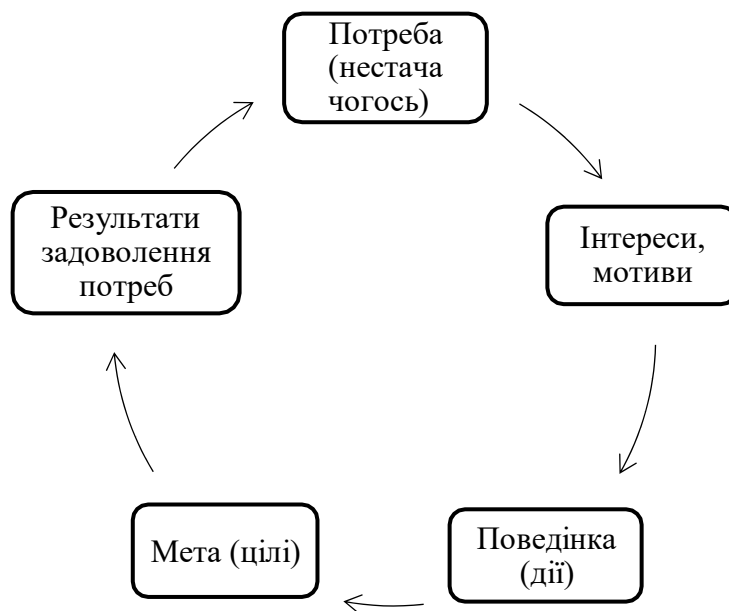 Потреба
(нестача
чогось)
Інтереси,
мотиви
Поведінка
(дії)
Мета (цілі)
Результати
задоволення
потреб